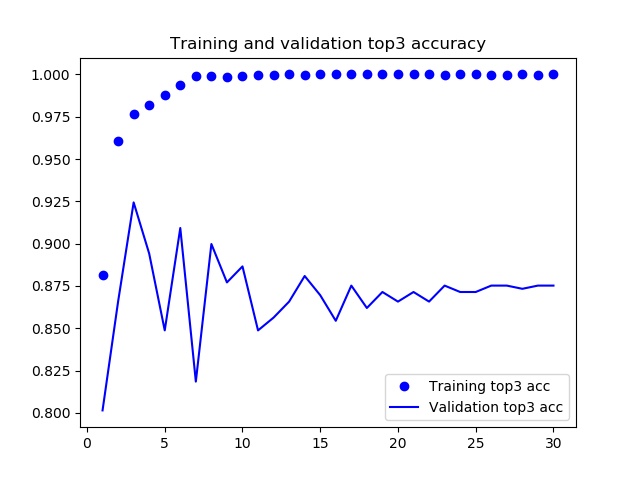 Training and validation top3 accuracy
1.000
0.975
0.950
0.925
0.900
0.875
0.850
0.825
0.800
Training top3 acc
Validation top3 acc
0 5 10 15 20 25 30